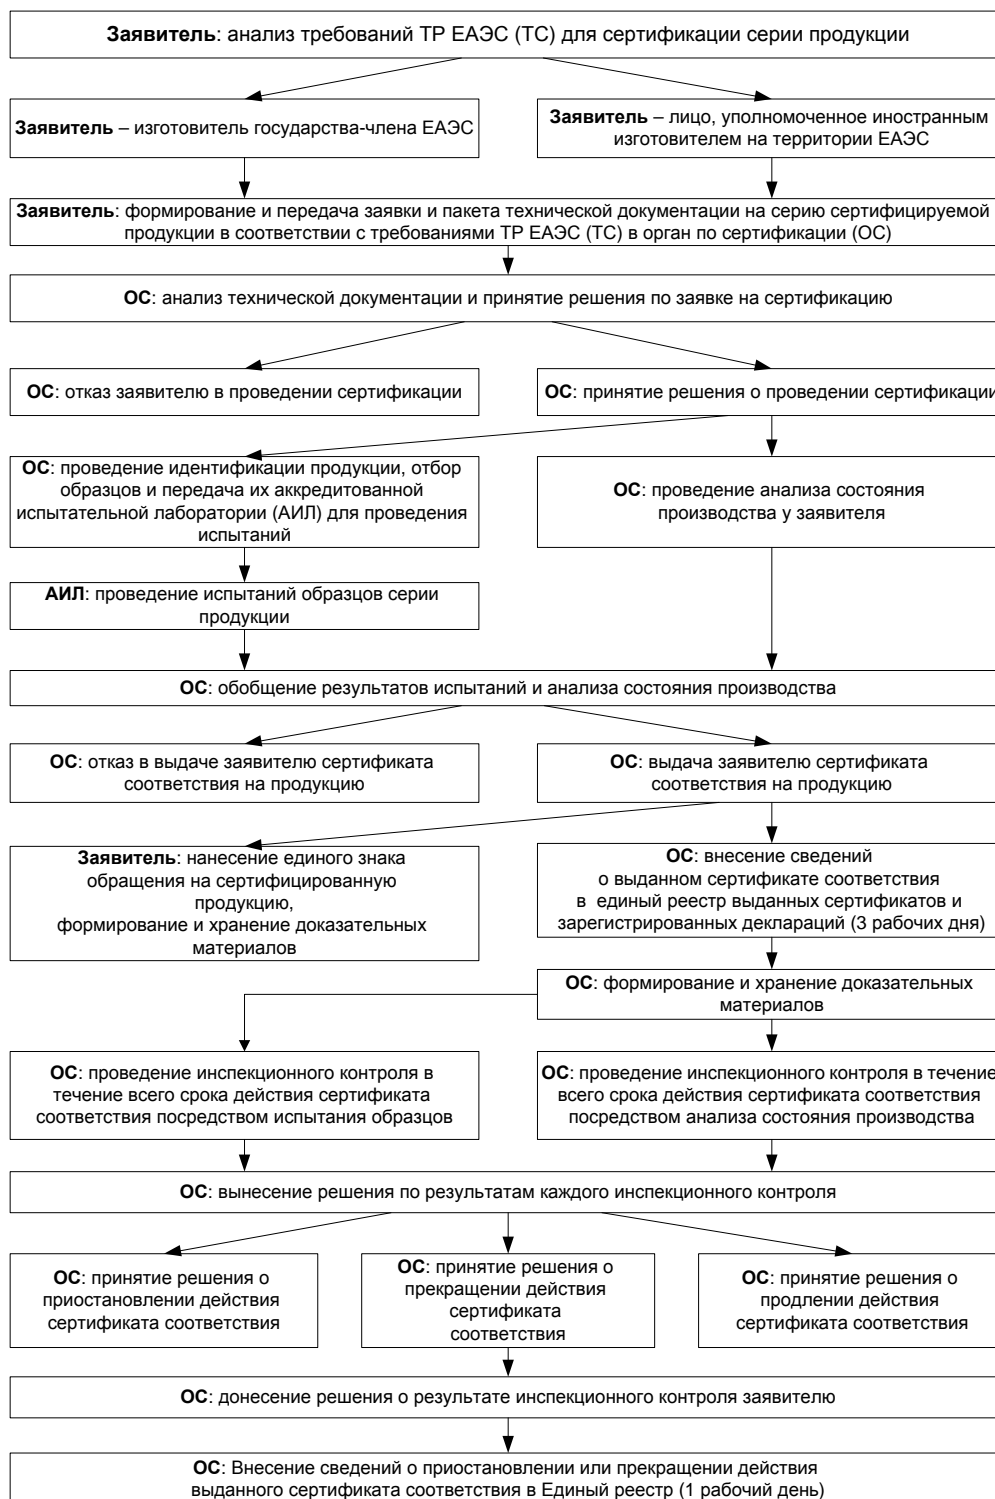 Заявитель: анализ требований ТР ЕАЭС (ТС) для сертификации серии продукции
Заявитель – изготовитель государства-члена ЕАЭС
Заявитель – лицо, уполномоченное иностранным
изготовителем на территории ЕАЭС
Заявитель: формирование и передача заявки и пакета технической документации на серию сертифицируемой
продукции в соответствии с требованиями ТР ЕАЭС (ТС) в орган по сертификации (ОС)
ОС: анализ технической документации и принятие решения по заявке на сертификацию
ОС: отказ заявителю в проведении сертификации
ОС: принятие решения о проведении сертификации
ОС: проведение идентификации продукции, отбор
образцов и передача их аккредитованной
испытательной лаборатории (АИЛ) для проведения
испытаний
ОС: проведение анализа состояния
производства у заявителя
АИЛ: проведение испытаний образцов серии
продукции
ОС: обобщение результатов испытаний и анализа состояния производства
ОС: отказ в выдаче заявителю сертификата
соответствия на продукцию
ОС: выдача заявителю сертификата
соответствия на продукцию
Заявитель: нанесение единого знака
обращения на сертифицированную
продукцию,
формирование и хранение доказательных
материалов
ОС: внесение сведений
о выданном сертификате соответствия
в единый реестр выданных сертификатов и
зарегистрированных деклараций (3 рабочих дня)
ОС: формирование и хранение доказательных
материалов
ОС: проведение инспекционного контроля в
течение всего срока действия сертификата
соответствия посредством испытания образцов
ОС: проведение инспекционного контроля в течение
всего срока действия сертификата соответствия
посредством анализа состояния производства
ОС: вынесение решения по результатам каждого инспекционного контроля
ОС: принятие решения о
приостановлении действия
сертификата соответствия
ОС: принятие решения о
прекращении действия
сертификата
соответствия
ОС: принятие решения о
продлении действия
сертификата соответствия
ОС: донесение решения о результате инспекционного контроля заявителю
ОС: Внесение сведений о приостановлении или прекращении действия
выданного сертификата соответствия в Единый реестр (1 рабочий день)